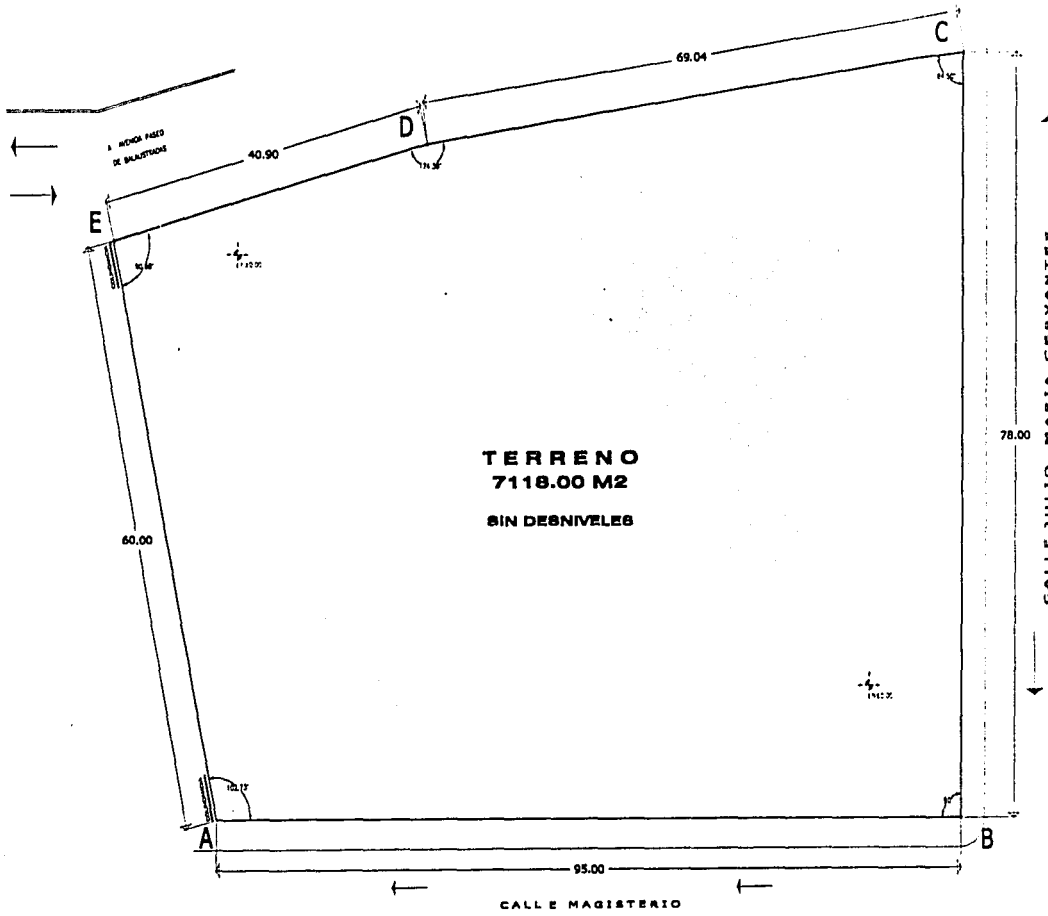 C
69.04
D
A AVENIDA PASEO
DE BALAUSTRADAS
40.90
E
78.00
TERRENO
7118.00 M2
SIN DESNIVELES
60.00
A
B
95.00
CALLE MAGISTERIO